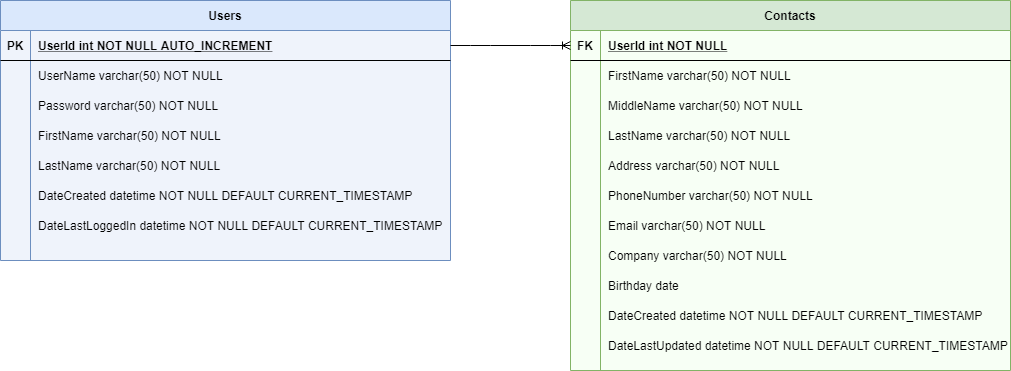 Users
PK UserId int NOT NULL AUTO_INCREMENT
UserName varchar(50) NOT NULL
Password varchar(50) NOT NULL
FirstName varchar(50) NOT NULL
LastName varchar(50) NOT NULL
DateCreated datetime NOT NULL DEFAULT CURRENT_TIMESTAMP
DateLastLoggedIn datetime NOT NULL DEFAULT CURRENT_TIMESTAMP
Contacts
FK UserId int NOT NULL
FirstName varchar(50) NOT NULL
MiddleName varchar(50) NOT NULL
LastName varchar(50) NOT NULL
Address varchar(50) NOT NULL
PhoneNumber varchar(50) NOT NULL
Email varchar(50) NOT NULL
Company varchar(50) NOT NULL
Birthday date
DateCreated datetime NOT NULL DEFAULT CURRENT_TIMESTAMP
DateLastUpdated datetime NOT NULL DEFAULT CURRENT_TIMESTAMP